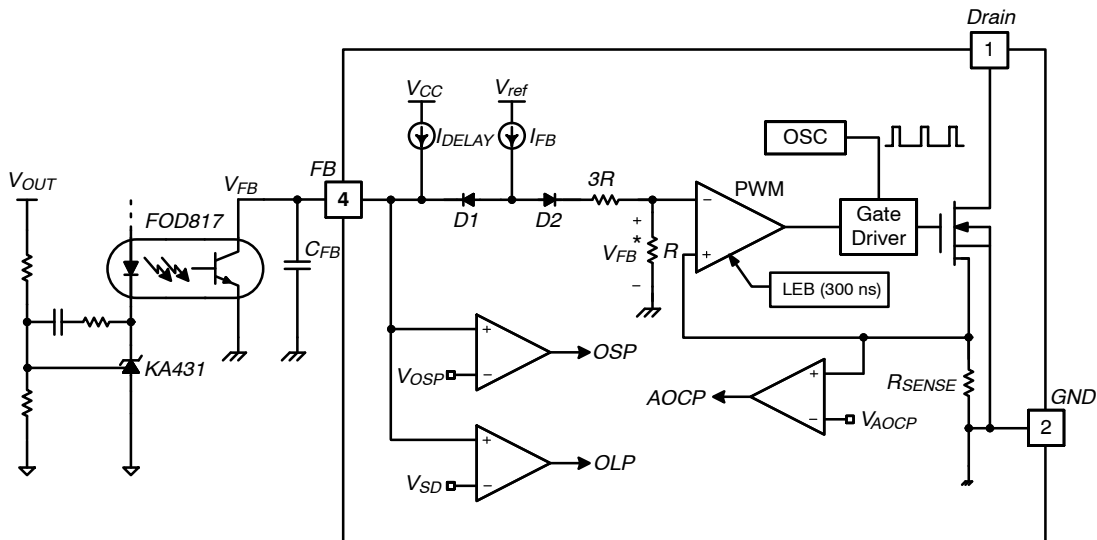 Drain
1
VCC
Vref
IDELAY
IFB
OSC
FB
4
VOUT
VFB
FOD817
CFB
D1
D2
3R
PWM
−
+
Gate
Driver
+
*
VFB
R
−
LEB (300 ns)
KA431
+
−
VOSP
OSP
+
−
VAOCP
AOCP
RSENSE
GND
2
+
−
VSD
OLP